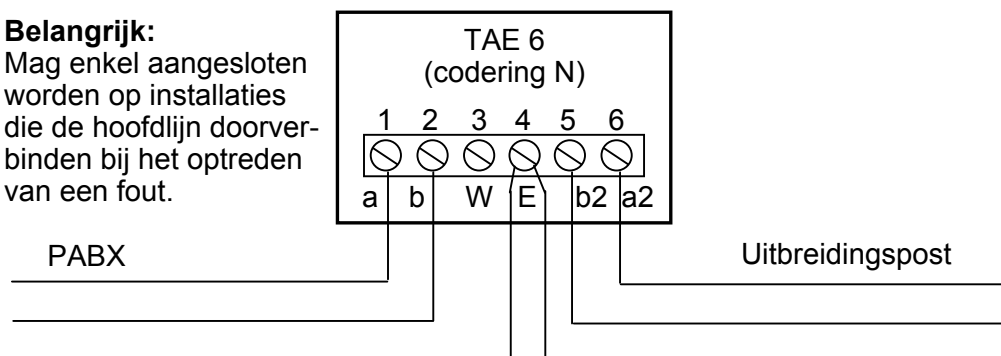 Belangrijk:
Mag enkel aangesloten
worden op installaties
die de hoofdlijn doorver-
binden bij het optreden
van een fout.
TAE 6
(codering N)
1 2 3 4 5 6
a b W E b2 a2
PABX
Uitbreidingspost